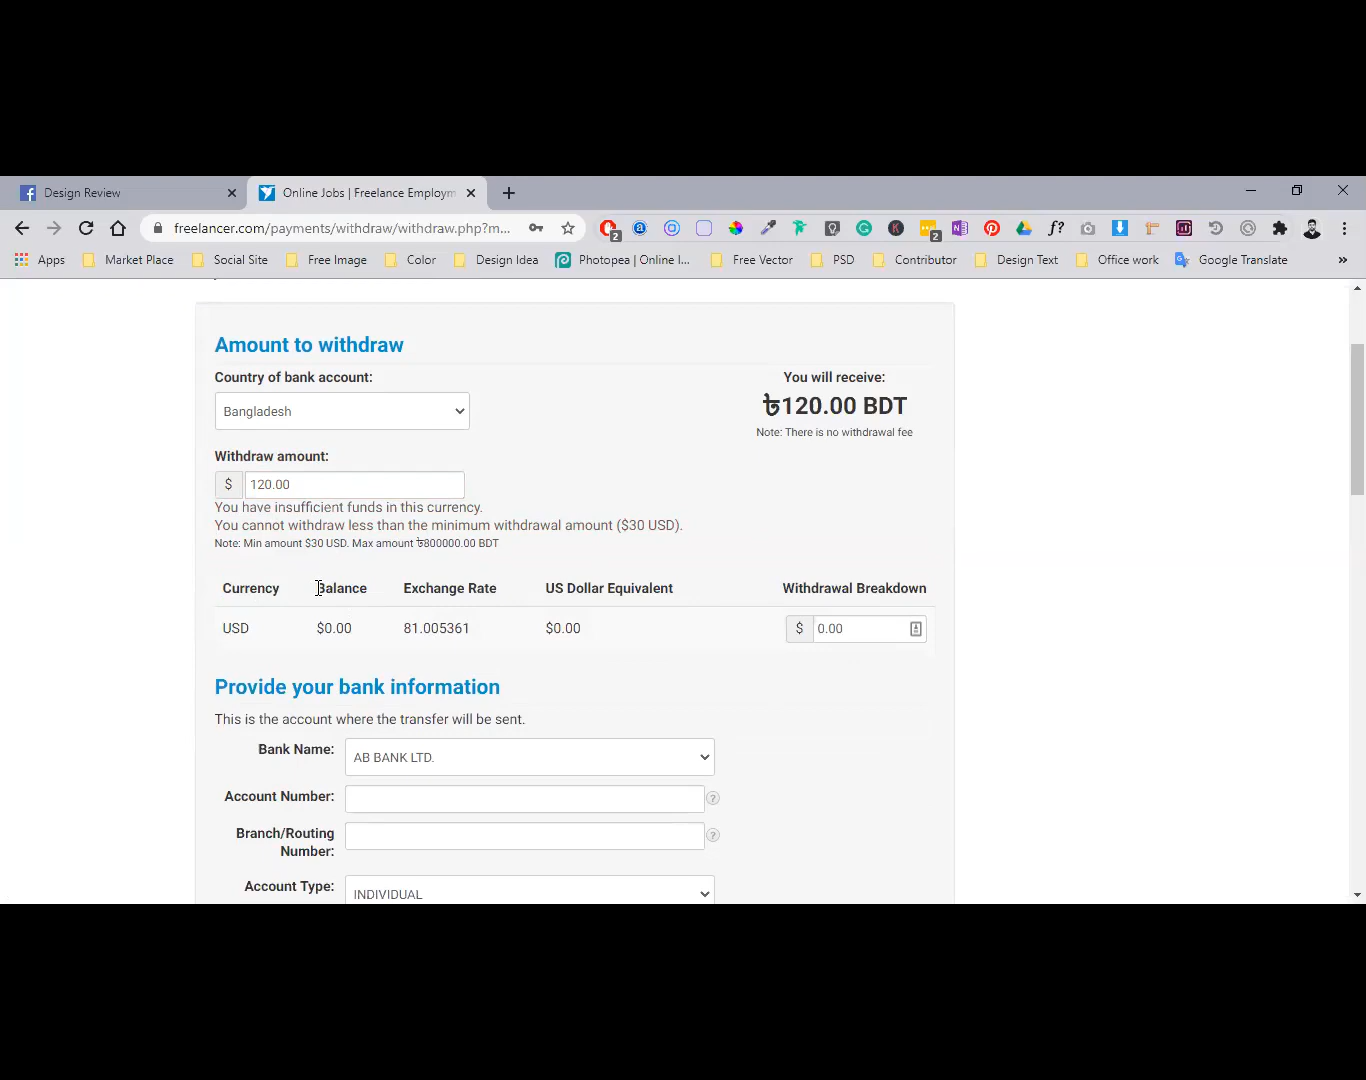 Design Review
Online Jobs | Freelance Employm
freelancer.com/payments/withdraw/withdraw.php?m...
2
2
f?
Apps
Market Place
Social Site
Free Image
Color
Design Idea
Photopea | Online I...
Free Vector
PSD
Contributor
Design Text
Office work
Google Translate
»
Amount to withdraw
Country of bank account:
Bangladesh
You will receive:
৳120.00 BDT
Note: There is no withdrawal fee
Withdraw amount:
$ 120.00
You have insufficient funds in this currency.
You cannot withdraw less than the minimum withdrawal amount ($30 USD).
Note: Min amount $30 USD. Max amount ৳800000.00 BDT
Currency Balance Exchange Rate US Dollar Equivalent Withdrawal Breakdown
USD $0.00 81.005361 $0.00 $ 0.00
Provide your bank information
This is the account where the transfer will be sent.
Bank Name: AB BANK LTD.
Account Number: ?
Branch/Routing
Number: ?
Account Type: INDIVIDUAL